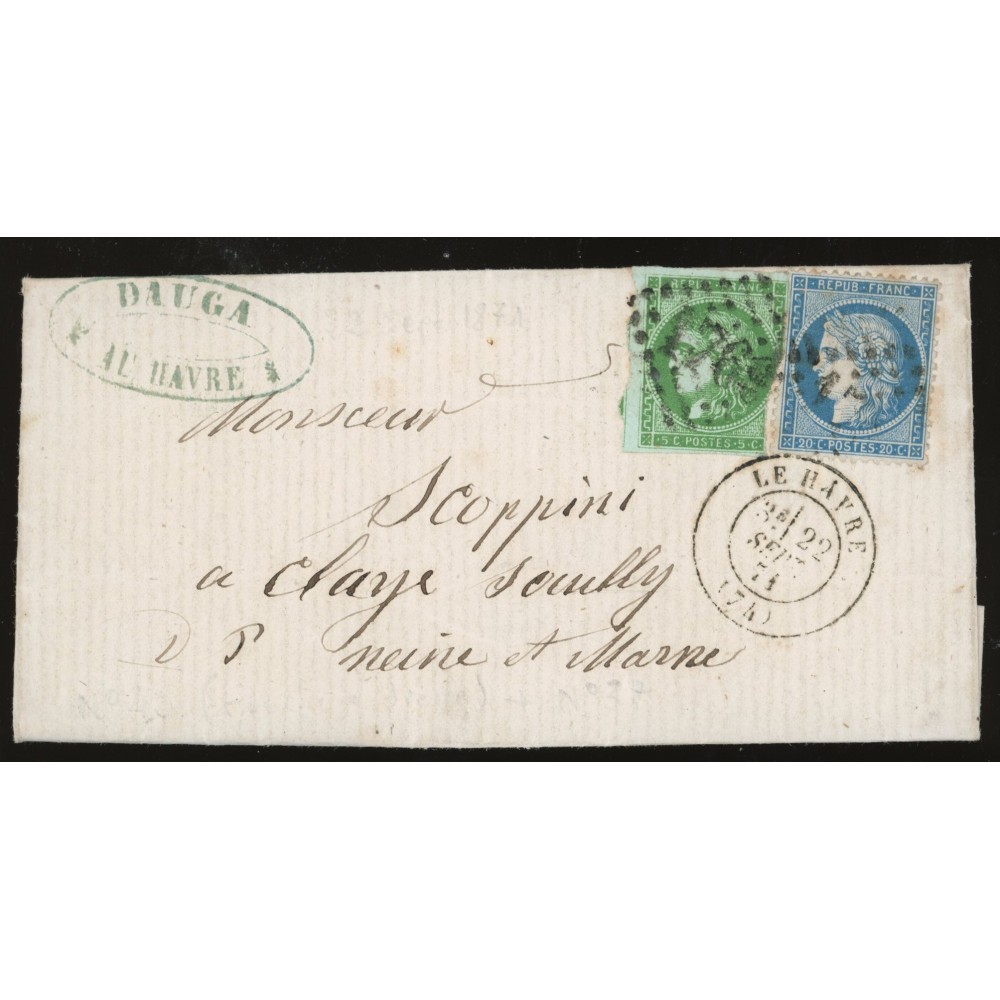 DAUGA
AU HAVRE
REPUB FRANC
5 C · POSTES · 5 C ·
REPUB · FRANC ·
20 · C · POSTES · 20 C ·
Monsieur
Scoppini
a Claye Souilly
Seine et Marne
LE HAVRE
22
SEPT
71
(74)